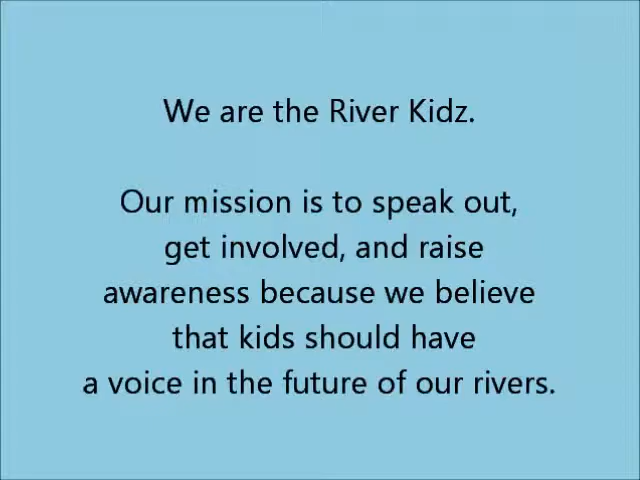 We are the River Kidz.
Our mission is to speak out,
get involved, and raise
awareness because we believe
that kids should have
a voice in the future of our rivers.